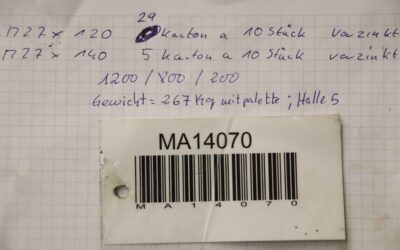 29
M27 x 120 Karton a 10 Stück verzinkt
M27 x 140 5 Karton a 10 Stück verzinkt
1200 / 800 / 200
Gewicht = 267 Kg mit palette ; Halle 5
MA14070
MA14070